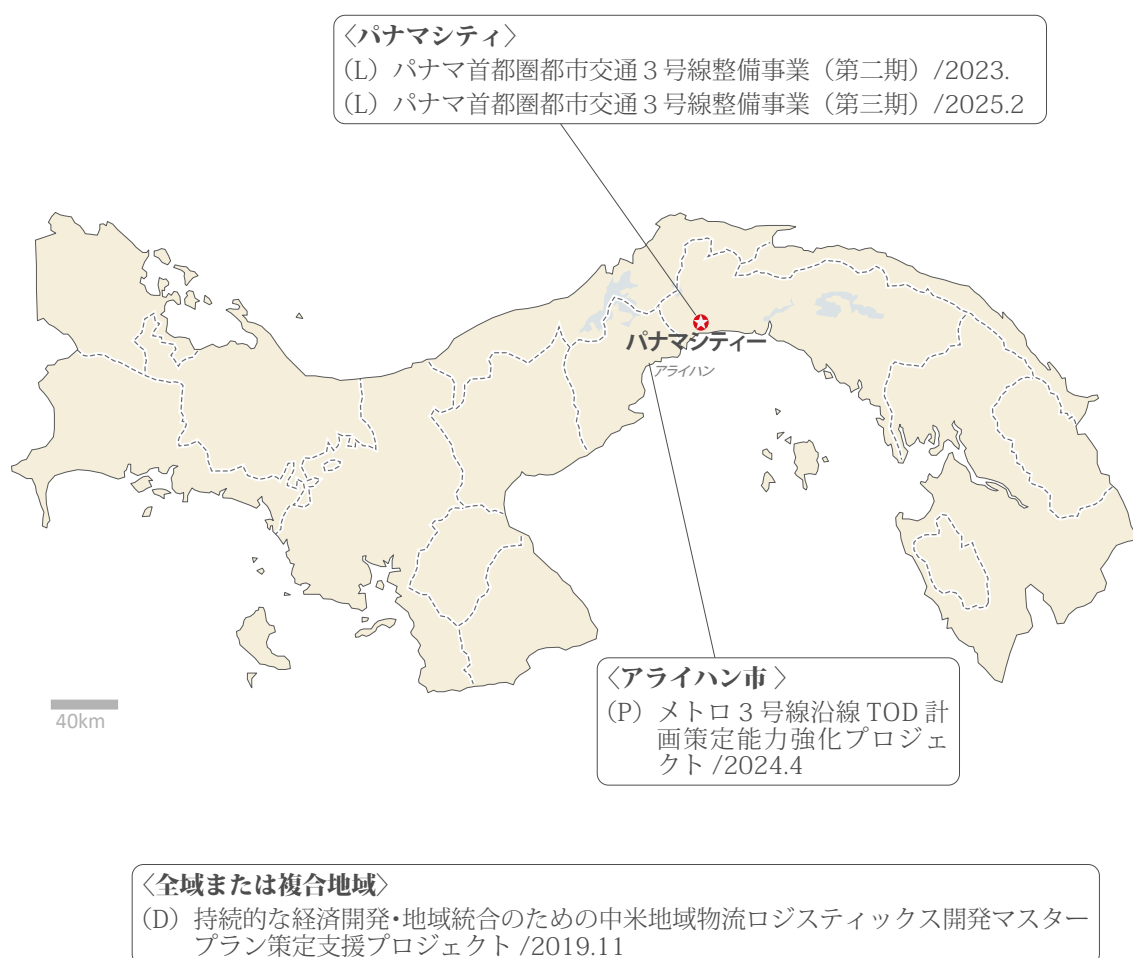 〈パナマシティ〉
（L）パナマ首都圏都市交通３号線整備事業（第二期）/2023.
（L）パナマ首都圏都市交通３号線整備事業（第三期）/2025.2
パナマシティー
アライハン
〈アライハン市 〉
（P）メトロ 3 号線沿線 TOD 計
画策定能力強化プロジェ
クト /2024.4
40km
〈全域または複合地域〉
（D）持続的な経済開発･地域統合のための中米地域物流ロジスティックス開発マスター
プラン策定支援プロジェクト /2019.11